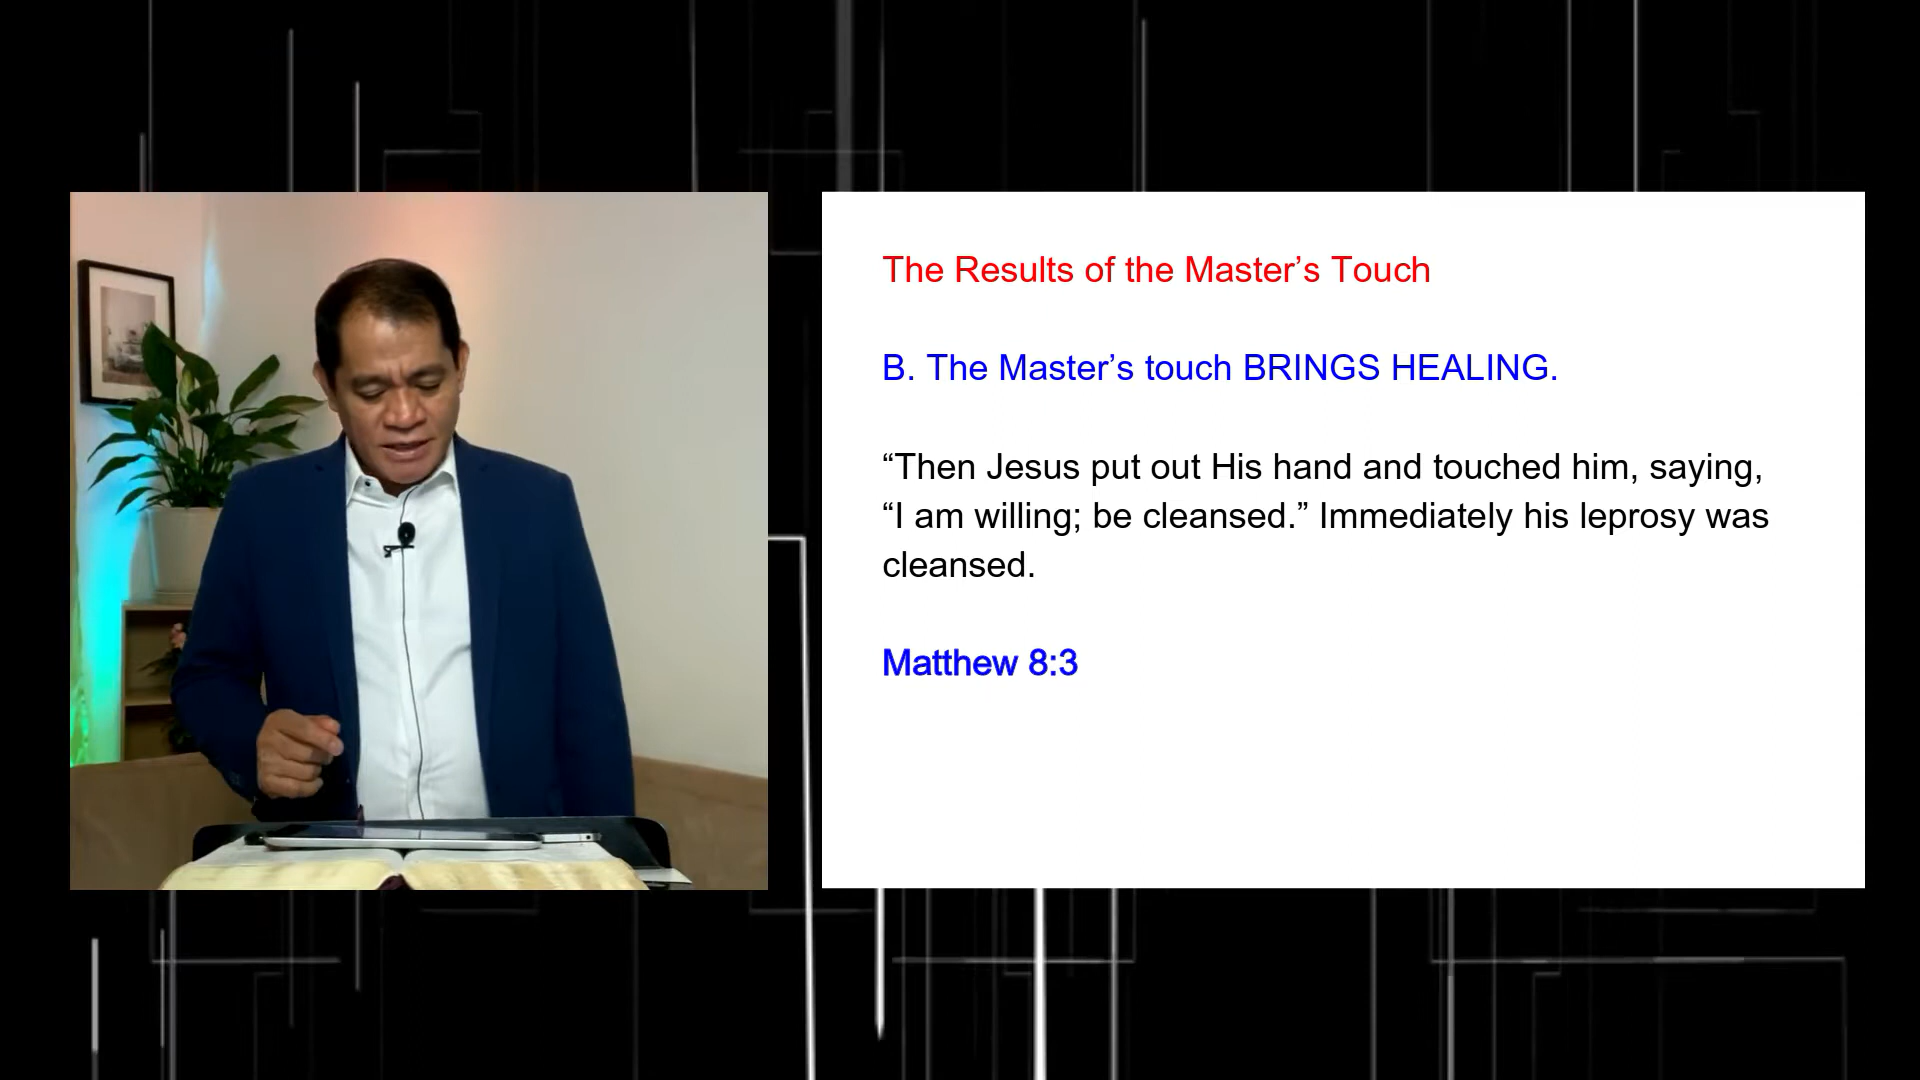 The Results of the Master’s Touch
B. The Master’s touch BRINGS HEALING.
“Then Jesus put out His hand and touched him, saying,
“I am willing; be cleansed.” Immediately his leprosy was
cleansed.
Matthew 8:3